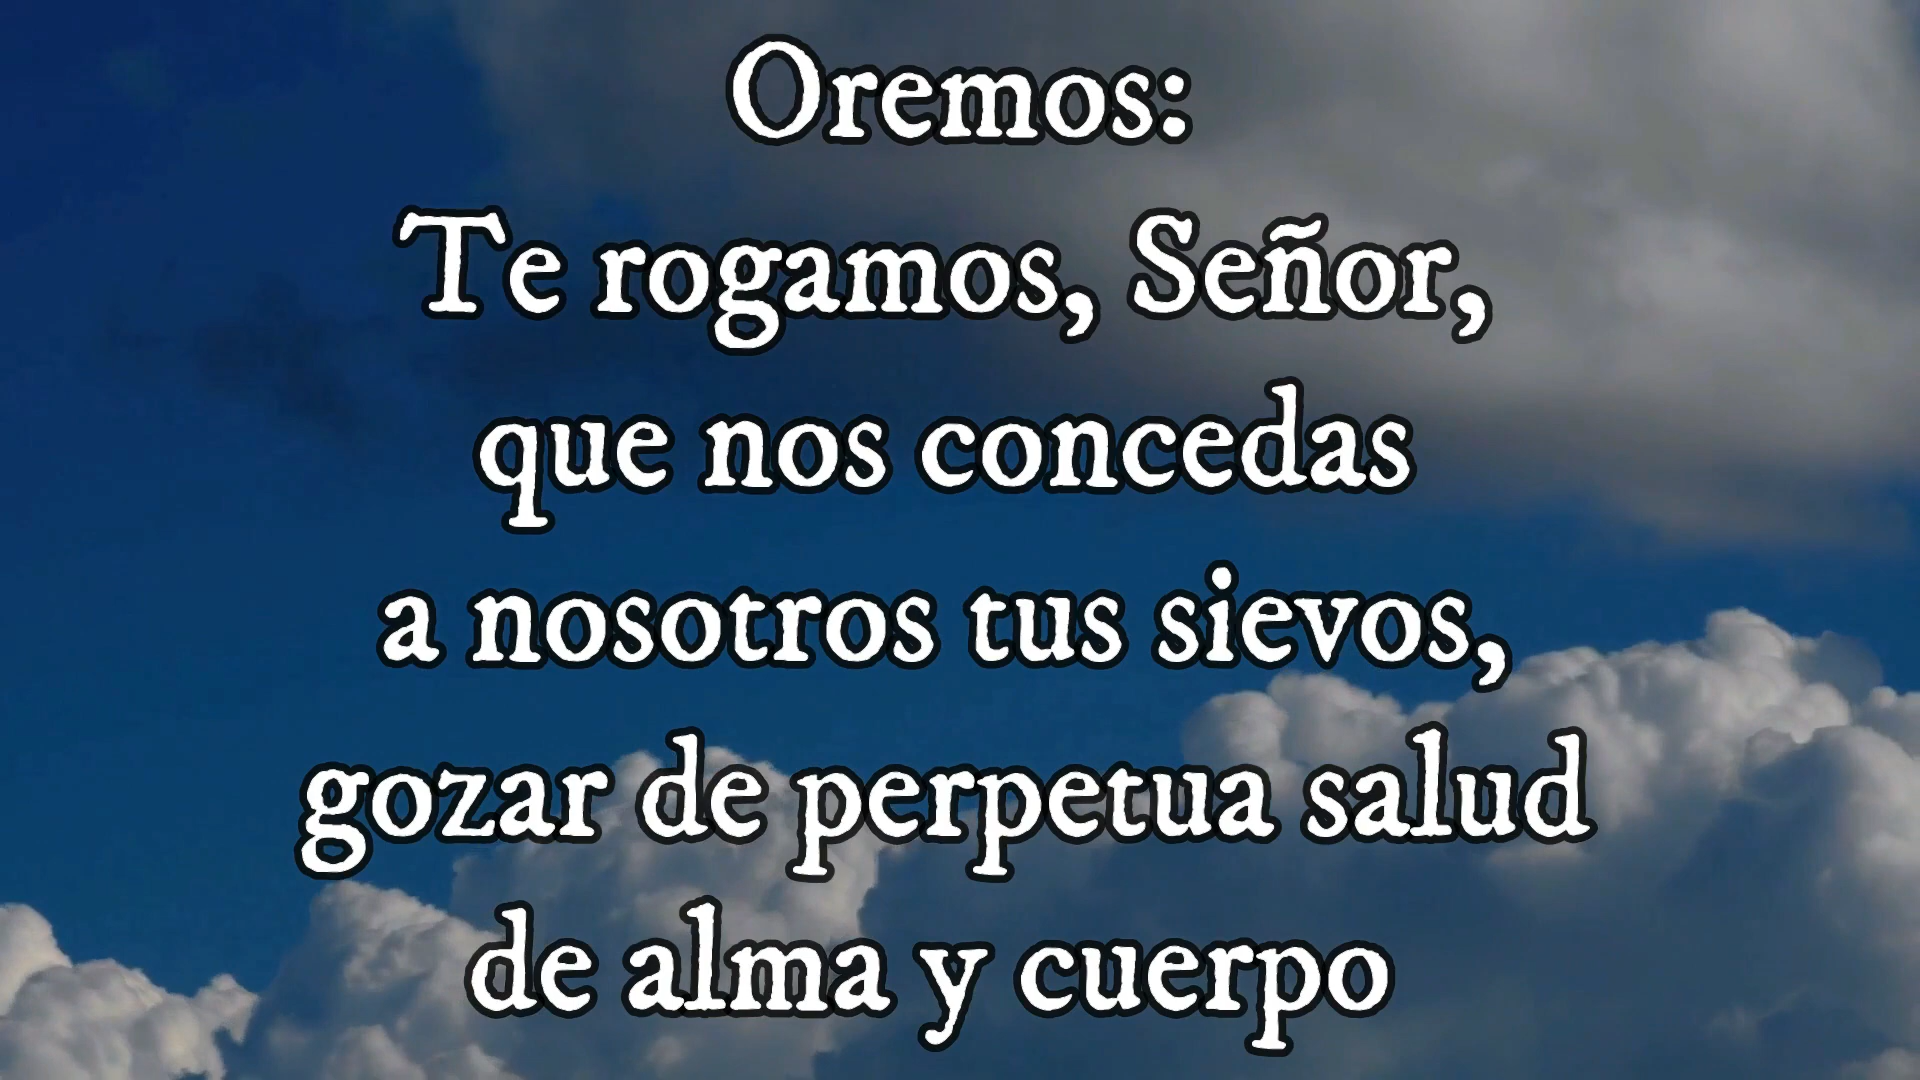 Oremos:
Te rogamos, Señor,
que nos concedas
a nosotros tus sievos,
gozar de perpetua salud
de alma y cuerpo